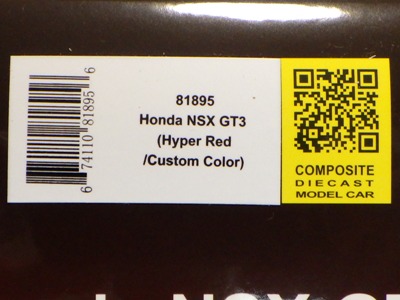 6 74110 81895 6
81895
Honda NSX GT3
(Hyper Red
/Custom Color)
COMPOSITE
DIECAST
MODEL CAR